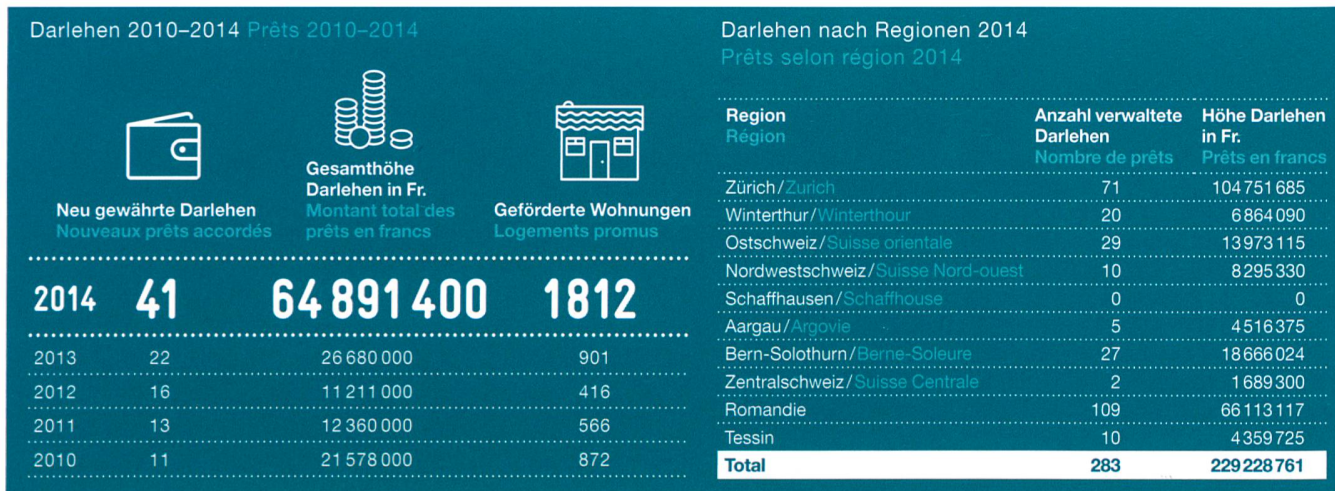 Darlehen 2010–2014 Prêts 2010–2014
Neu gewährte Darlehen
Nouveaux prêts accordés
Gesamthöhe
Darlehen in Fr.
Montant total des
prêts en francs
Geförderte Wohnungen
Logements promus
2014 41 64 891 400 1812
2013 22 26 680 000 901
2012 16 11 211 000 416
2011 13 12 360 000 566
2010 11 21 578 000 872
Darlehen nach Regionen 2014
Prêts selon région 2014
Region
Région
Anzahl verwaltete
Darlehen
Nombre de prêts
Höhe Darlehen
in Fr.
Prêts en francs
Zürich/Zurich 71 104 751 685
Winterthur/Winterthour 20 6 864 090
Ostschweiz/Suisse orientale 29 13 973 115
Nordwestschweiz/Suisse Nord-ouest 10 8 295 330
Schaffhausen/Schaffhouse 0 0
Aargau/Argovie 5 4 516 375
Bern-Solothurn/Berne-Soleure 27 18 666 024
Zentralschweiz/Suisse Centrale 2 1 689 300
Romandie 109 66 113 117
Tessin 10 4 359 725
Total 283 229 228 761